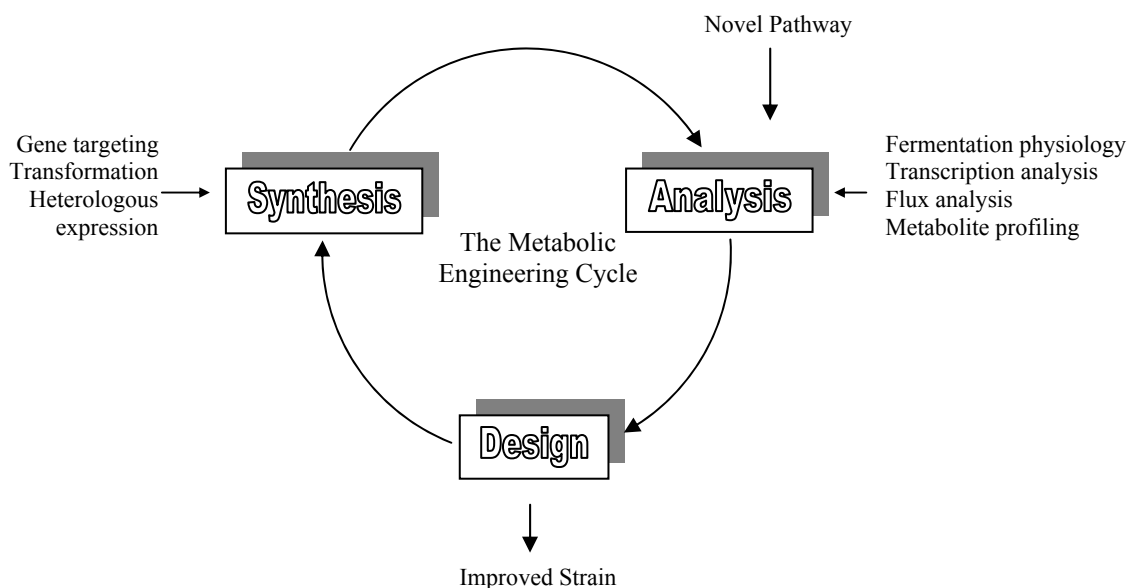 Novel Pathway
Gene targeting
Transformation
Heterologous
expression
Synthesis
Analysis
Fermentation physiology
Transcription analysis
Flux analysis
Metabolite profiling
The Metabolic
Engineering Cycle
Design
Improved Strain